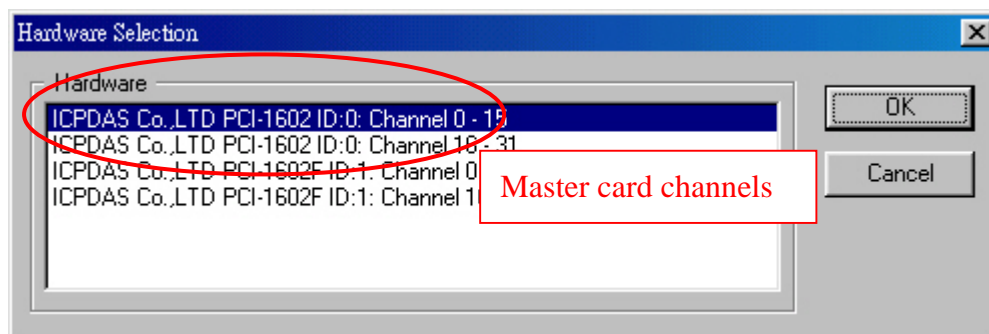 Hardware Selection
Hardware
ICPDAS Co.,LTD PCI-1602 ID:0: Channel 0 - 15
ICPDAS Co.,LTD PCI-1602 ID:0: Channel 16 - 31
ICPDAS Co.,LTD PCI-1602F ID:1: Channel 0
ICPDAS Co.,LTD PCI-1602F ID:1: Channel
Master card channels
OK
Cancel